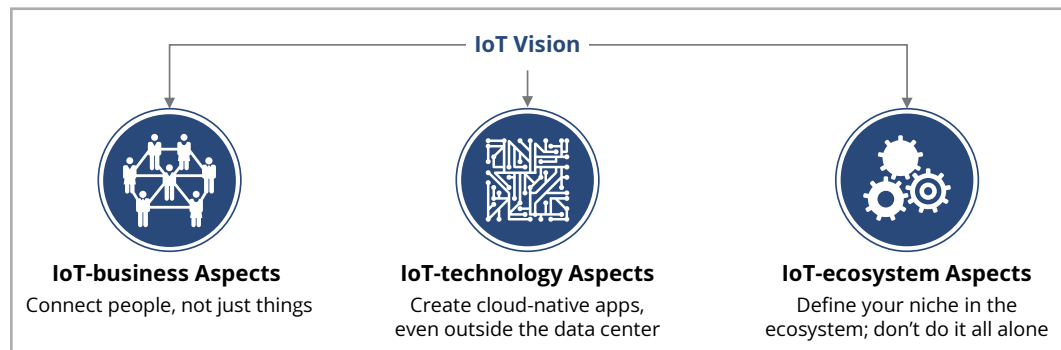 IoT Vision
IoT-business Aspects
Connect people, not just things
IoT-technology Aspects
Create cloud-native apps,
even outside the data center
IoT-ecosystem Aspects
Define your niche in the
ecosystem; don’t do it all alone